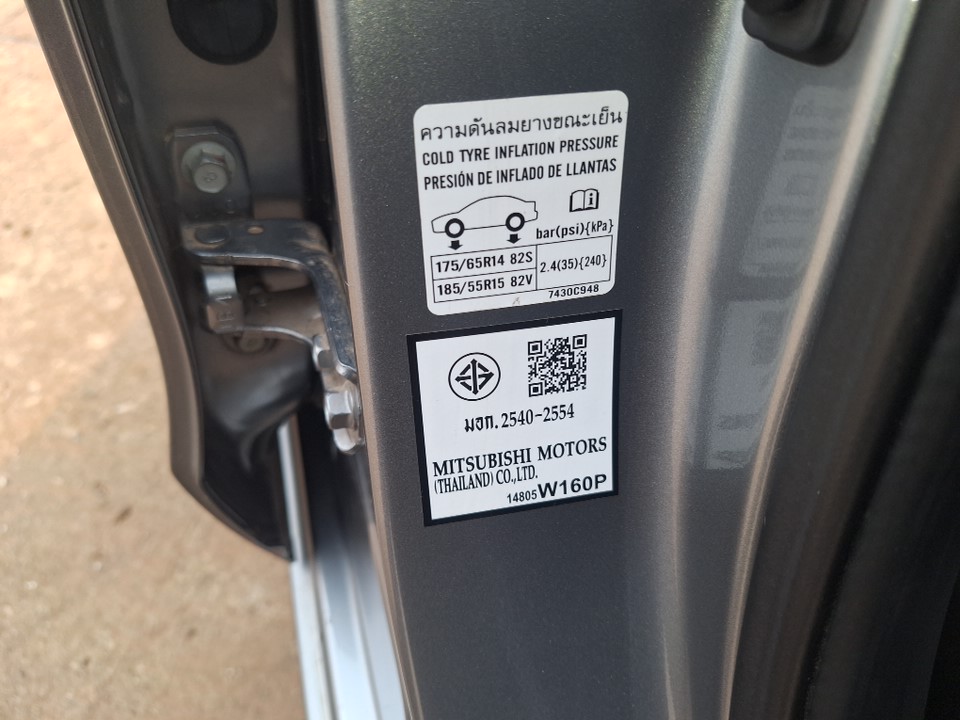 ความดันลมยางขณะเย็น
COLD TYRE INFLATION PRESSURE
PRESIÓN DE INFLADO DE LLANTAS
bar(psi){kPa}
175/65R14 82S
2.4(35){240}
185/55R15 82V
7430C948
มอก.2540-2554
MITSUBISHI MOTORS
(THAILAND) CO.,LTD.
14805W160P